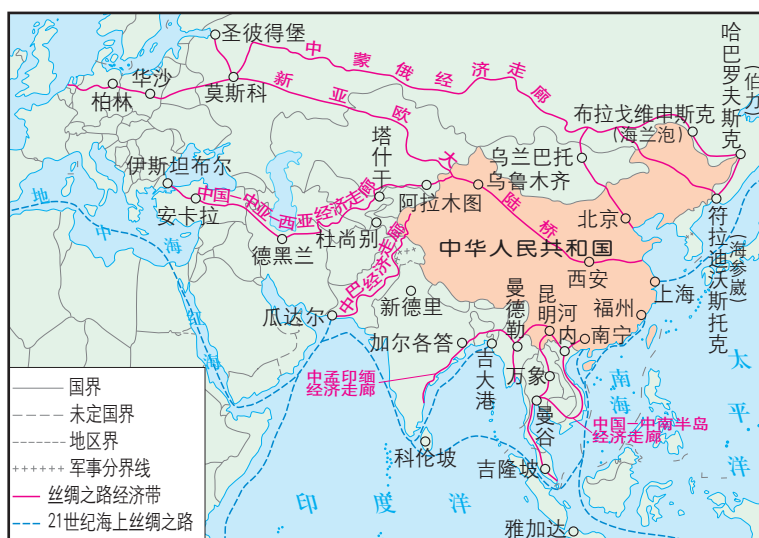 圣彼得堡
中蒙俄经济走廊
哈巴罗夫斯克
(伯力)
华沙
柏林
莫斯科
新亚欧大陆桥
布拉戈维申斯克
(海兰泡)
塔什干
乌兰巴托
伊斯坦布尔
乌鲁木齐
中国-中亚-西亚经济走廊
阿拉木图
安卡拉
地中海
北京
符拉迪沃斯托克
(海参崴)
杜尚别
德黑兰
中华人民共和国
中巴经济走廊
西安
上海
红海
瓜达尔
新德里
曼德勒
昆明
河内
福州
南宁
加尔各答
吉大港
太平洋
中孟印缅
经济走廊
万象
南海
曼谷
中国-中南半岛
经济走廊
科伦坡
吉隆坡
印度洋
雅加达
国界
未定国界
地区界
军事分界线
丝绸之路经济带
21世纪海上丝绸之路